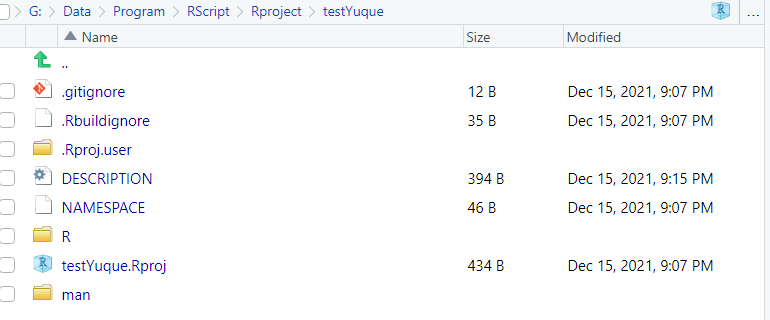 G: > Data > Program > RScript > Rproject > testYuque R ...
Name Size Modified
..
.gitignore 12 B Dec 15, 2021, 9:07 PM
.Rbuildignore 35 B Dec 15, 2021, 9:07 PM
.Rproj.user
DESCRIPTION 394 B Dec 15, 2021, 9:15 PM
NAMESPACE 46 B Dec 15, 2021, 9:07 PM
R
testYuque.Rproj 434 B Dec 15, 2021, 9:07 PM
man